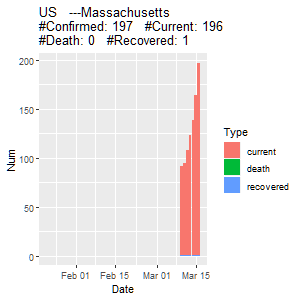 US ---Massachusetts
#Confirmed: 197 #Current: 196
#Death: 0 #Recovered: 1
200
150
100
50
0
Num
Feb 01 Feb 15 Mar 01 Mar 15
Date
Type
current
death
recovered